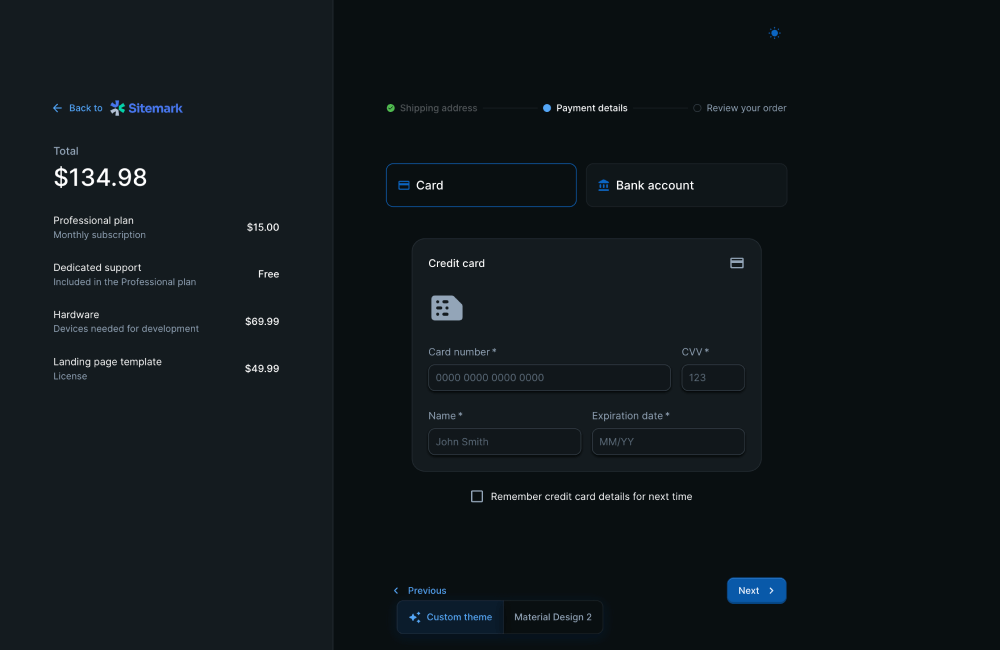 Back to Sitemark
Total
$134.98
Professional plan
Monthly subscription
$15.00
Dedicated support
Included in the Professional plan
Free
Hardware
Devices needed for development
$69.99
Landing page template
License
$49.99
Shipping address
Payment details
Review your order
Card
Bank account
Credit card
Card number *
CVV *
0000 0000 0000 0000
123
Name *
Expiration date *
John Smith
MM/YY
Remember credit card details for next time
Previous
Next
Custom theme
Material Design 2